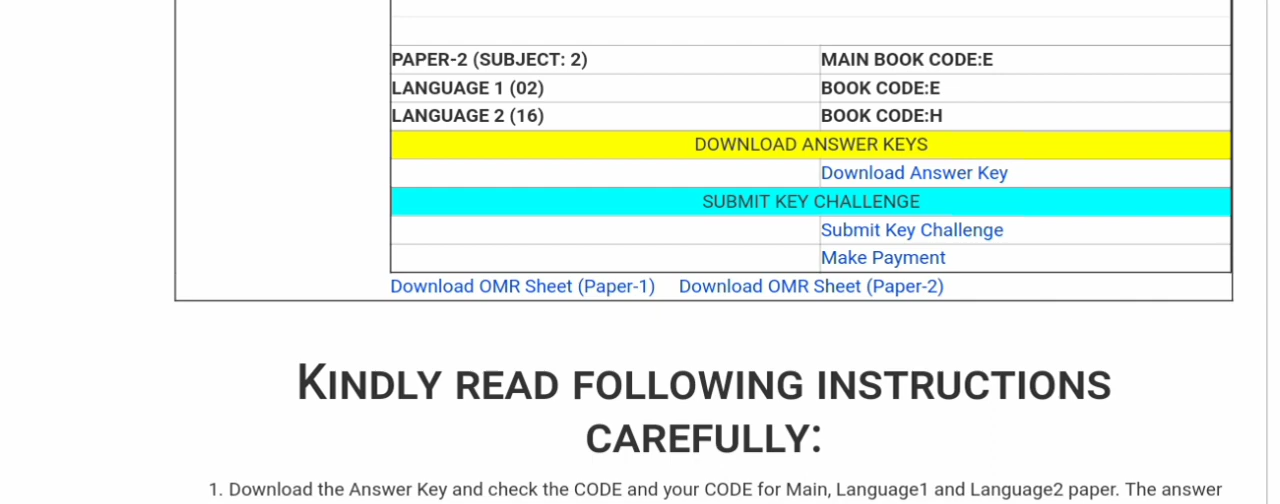 PAPER-2 (SUBJECT: 2) MAIN BOOK CODE:E
LANGUAGE 1 (02) BOOK CODE:E
LANGUAGE 2 (16) BOOK CODE:H
DOWNLOAD ANSWER KEYS
Download Answer Key
SUBMIT KEY CHALLENGE
Submit Key Challenge
Make Payment
Download OMR Sheet (Paper-1) Download OMR Sheet (Paper-2)
KINDLY READ FOLLOWING INSTRUCTIONS
CAREFULLY:
1. Download the Answer Key and check the CODE and your CODE for Main, Language1 and Language2 paper. The answer